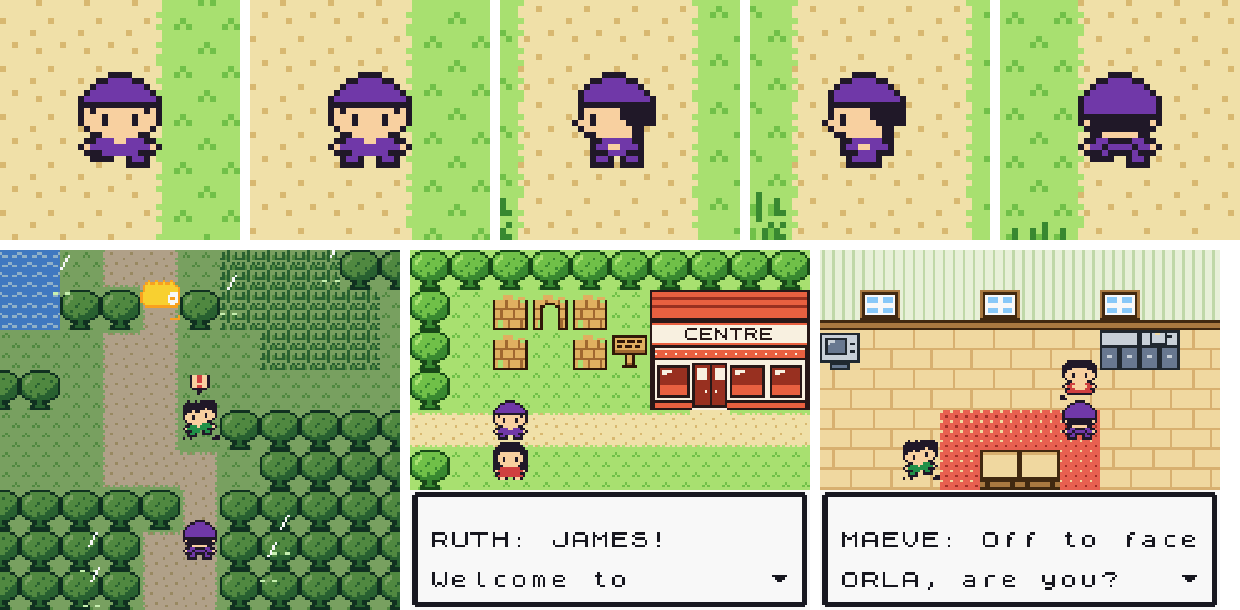 CENTRE
RUTH: JAMES!
Welcome to
MAEVE: Off to face
ORLA, are you?